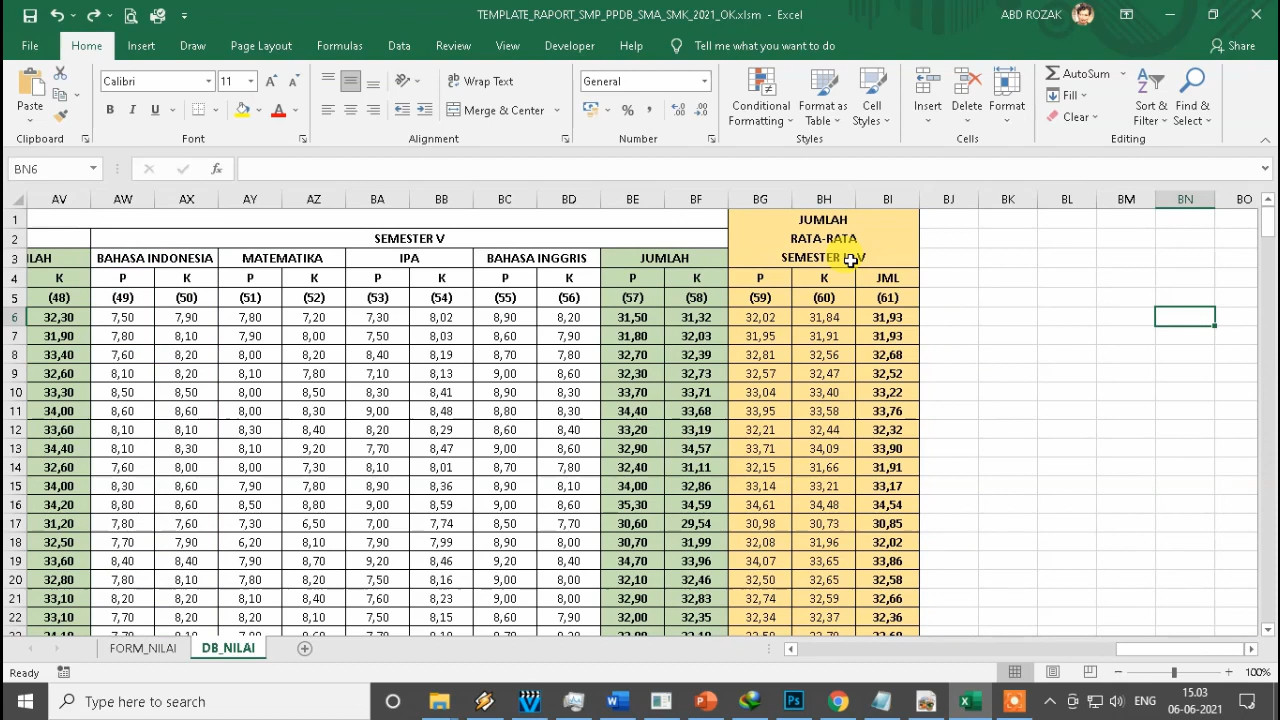 TEMPLATE_RAPORT_SMP_PPDB_SMA_SMK_2021_OK.xlsm - Excel ABD ROZAK
File Home Insert Draw Page Layout Formulas Data Review View Developer Help Tell me what you want to do Share
Paste Calibri 11 Wrap Text General Conditional Formatting Format as Table Cell Styles Insert Delete Format AutoSum Sort & Filter Find & Select
Merge & Center % Fill
Clear
Clipboard Font Alignment Number Styles Cells Editing
BN6 fx
AV AW AX AY AZ BA BB BC BD BE BF BG BH BI BJ BK BL BM BN BO
1 JUMLAH
2 SEMESTER V RATA-RATA
3 ILAH BAHASA INDONESIA MATEMATIKA IPA BAHASA INGGRIS JUMLAH SEMESTER V
4 K P K P K P K P K P K P K JML
5 (48) (49) (50) (51) (52) (53) (54) (55) (56) (57) (58) (59) (60) (61)
6 32,30 7,50 7,90 7,80 7,20 7,30 8,02 8,90 8,20 31,50 31,32 32,02 31,84 31,93
7 31,90 7,80 8,10 7,90 8,00 7,50 8,03 8,60 7,90 31,80 32,03 31,95 31,91 31,93
8 33,40 7,60 8,20 8,00 8,20 8,40 8,19 8,70 7,80 32,70 32,39 32,81 32,56 32,68
9 32,60 8,10 8,20 8,10 7,80 7,10 8,13 9,00 8,60 32,30 32,73 32,57 32,47 32,52
10 33,30 8,50 8,50 8,00 8,50 8,30 8,41 8,90 8,30 33,70 33,71 33,04 33,40 33,22
11 34,00 8,60 8,60 8,00 8,30 9,00 8,48 8,80 8,30 34,40 33,68 33,95 33,58 33,76
12 33,60 8,10 8,10 8,30 8,40 8,20 8,29 8,60 8,40 33,20 33,19 32,21 32,44 32,32
13 34,40 8,10 8,30 8,10 9,20 7,70 8,47 9,00 8,60 32,90 34,57 33,71 34,09 33,90
14 32,60 7,60 8,00 8,00 7,30 8,10 8,01 8,70 7,80 32,40 31,11 32,15 31,66 31,91
15 34,00 8,30 8,60 7,90 7,80 8,90 8,36 8,90 8,10 34,00 32,86 33,14 33,21 33,17
16 34,20 8,80 8,60 8,50 8,80 9,00 8,59 9,00 8,60 35,30 34,59 34,61 34,48 34,54
17 31,20 7,80 7,60 7,30 6,50 7,00 7,74 8,50 7,70 30,60 29,54 30,98 30,73 30,85
18 32,50 7,70 7,90 6,20 8,10 7,90 7,99 8,90 8,00 30,70 31,99 32,08 31,96 32,02
19 33,60 8,40 8,40 7,90 8,70 9,20 8,46 9,20 8,40 34,70 33,96 34,07 33,65 33,86
20 32,80 7,80 8,10 7,80 8,20 7,50 8,16 9,00 8,00 32,10 32,46 32,50 32,65 32,58
21 33,10 8,10 8,20 8,20 8,40 7,60 8,23 9,00 8,00 32,90 32,83 32,74 32,59 32,66
22 33,10 7,70 8,20 8,20 8,10 7,50 8,15 8,60 7,90 32,00 32,35 32,34 32,37 32,36
FORM_NILAI DB_NILAI
Ready 100%
Type here to search ENG 15.03
06-06-2021